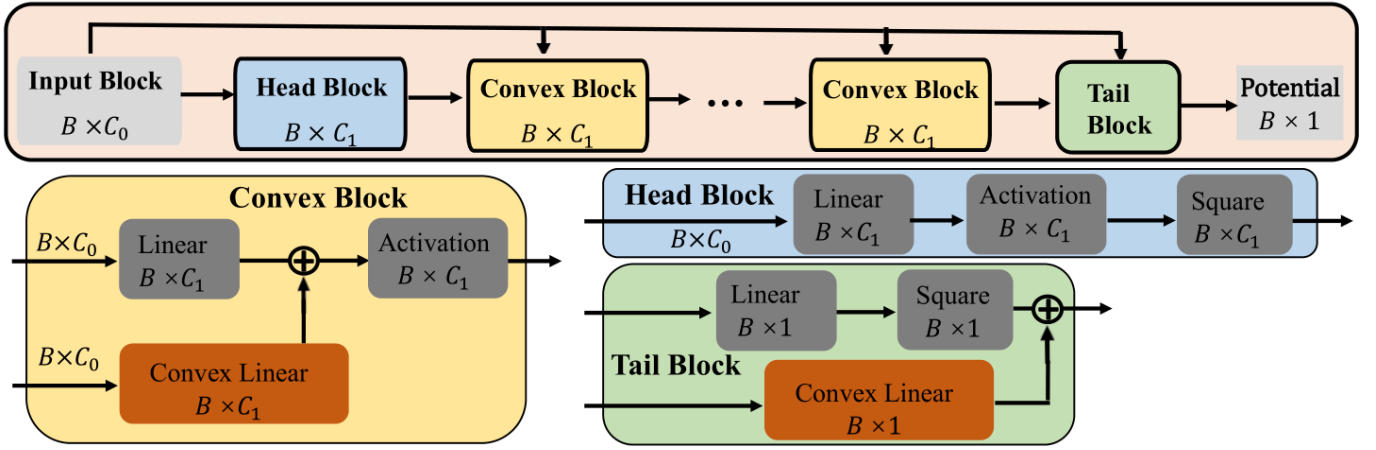 Input Block
B ×C₀
Head Block
B × C₁
Convex Block
B × C₁
...
Convex Block
B × C₁
Tail
Block
Potential
B × 1
Convex Block
B×C₀
Linear
B ×C₁
Activation
B × C₁
B×C₀
Convex Linear
B ×C₁
Head Block
B×C₀
Linear
B ×C₁
Activation
B × C₁
Square
B ×C₁
Linear
B ×1
Square
B ×1
Tail Block
Convex Linear
B ×1